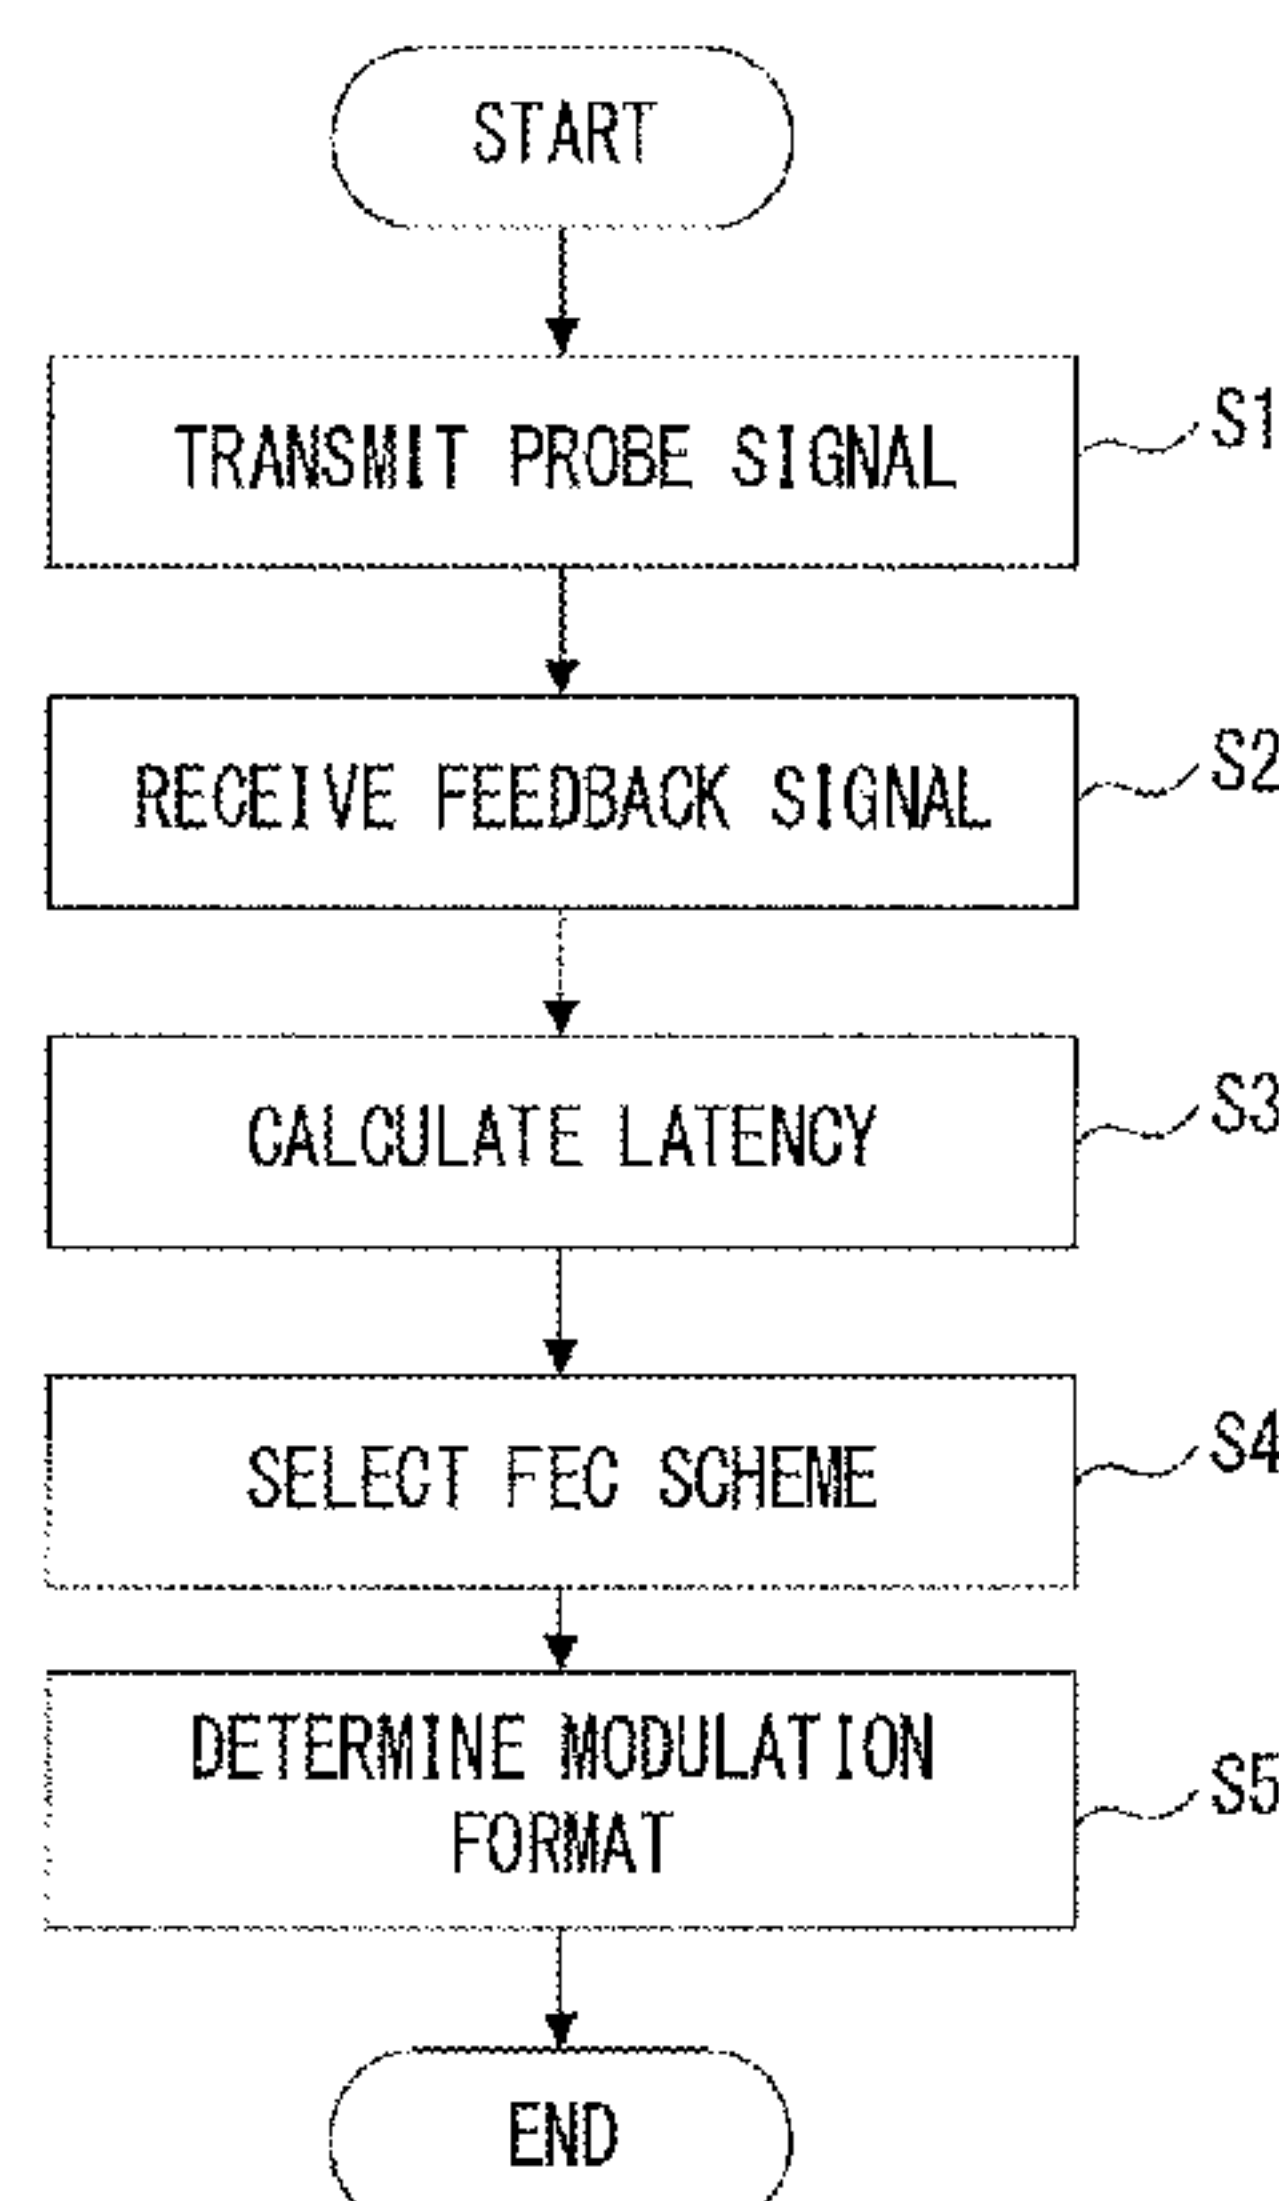 START
TRANSMIT PROBE SIGNAL
S1
RECEIVE FEEDBACK SIGNAL
S2
CALCULATE LATENCY
S3
SELECT FEC SCHEME
S4
DETERMINE MODULATION
FORMAT
S5
END